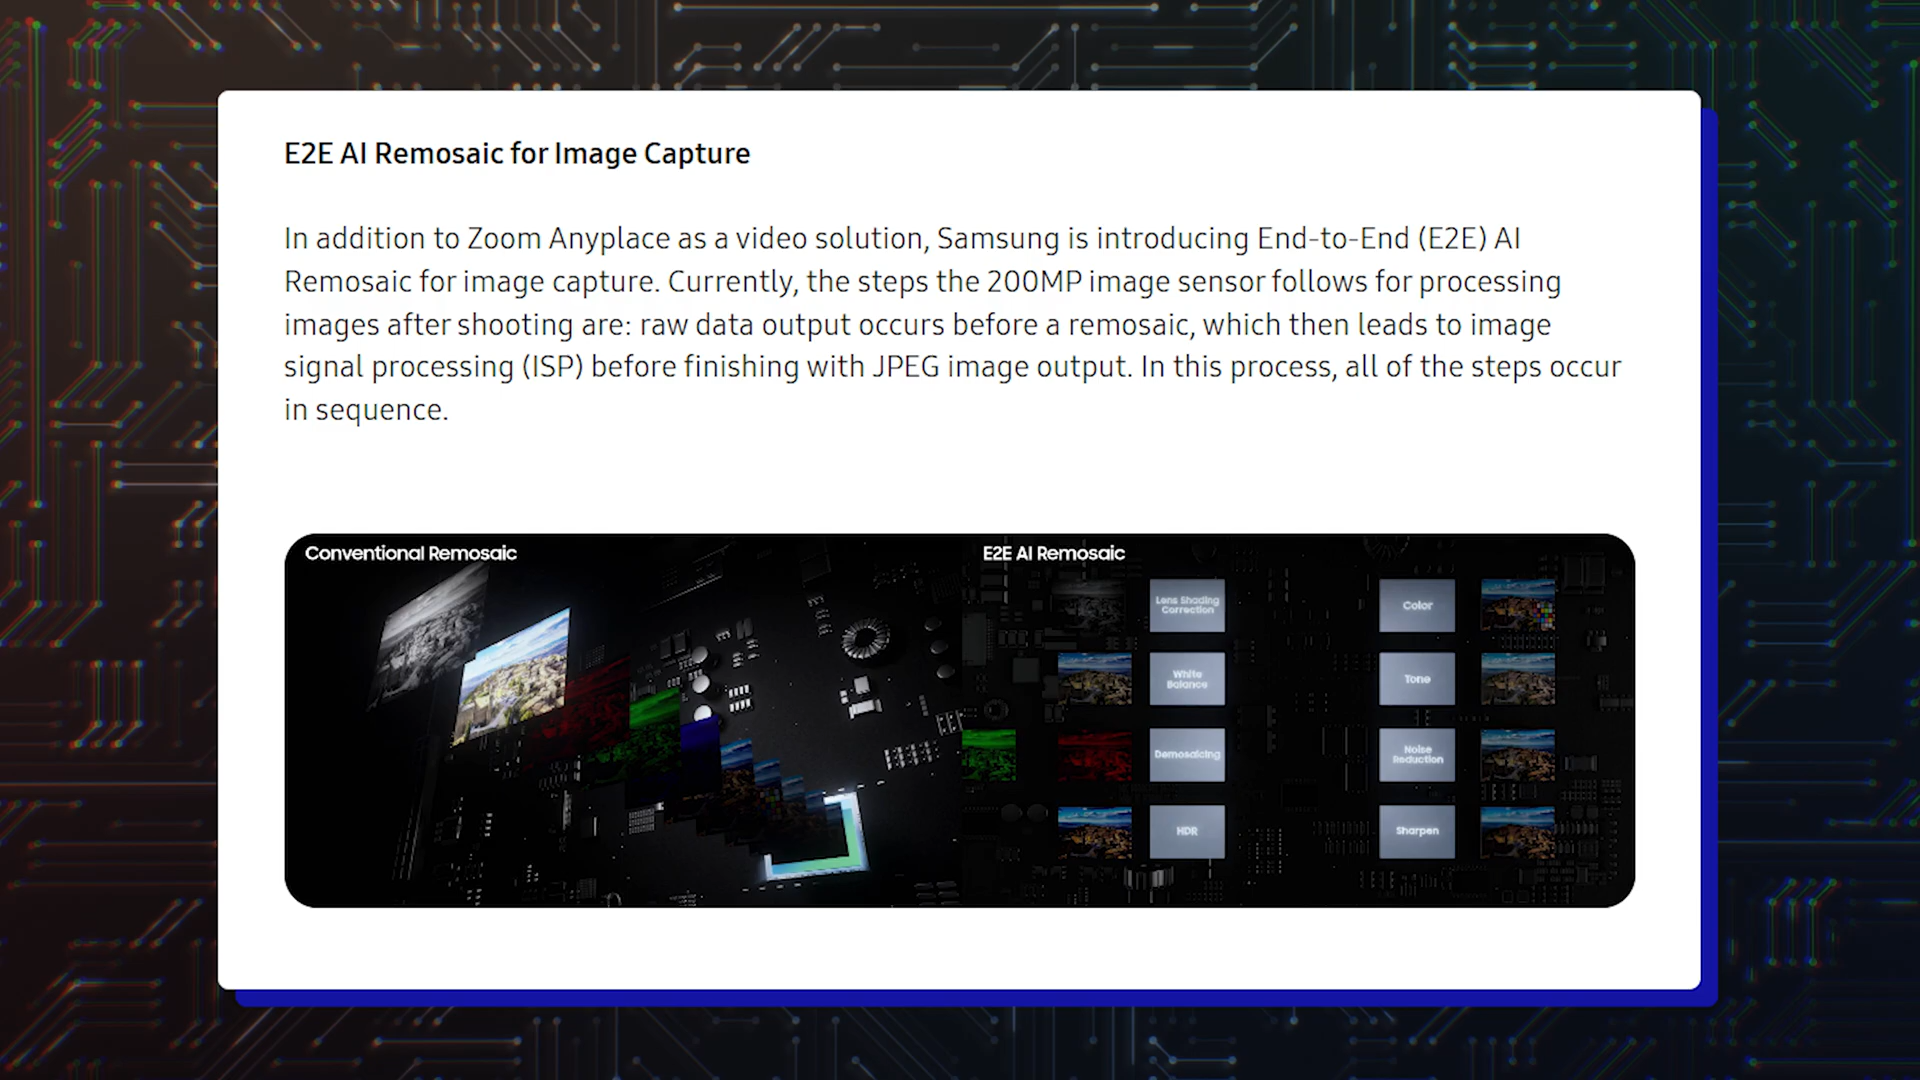 E2E AI Remosaic for Image Capture
In addition to Zoom Anyplace as a video solution, Samsung is introducing End-to-End (E2E) AI
Remosaic for image capture. Currently, the steps the 200MP image sensor follows for processing
images after shooting are: raw data output occurs before a remosaic, which then leads to image
signal processing (ISP) before finishing with JPEG image output. In this process, all of the steps occur
in sequence.
Conventional Remosaic
E2E AI Remosaic
Lens Shading
Correction
Color
White
Balance
Tone
Demosaicing
Noise
Reduction
HDR
Sharpen